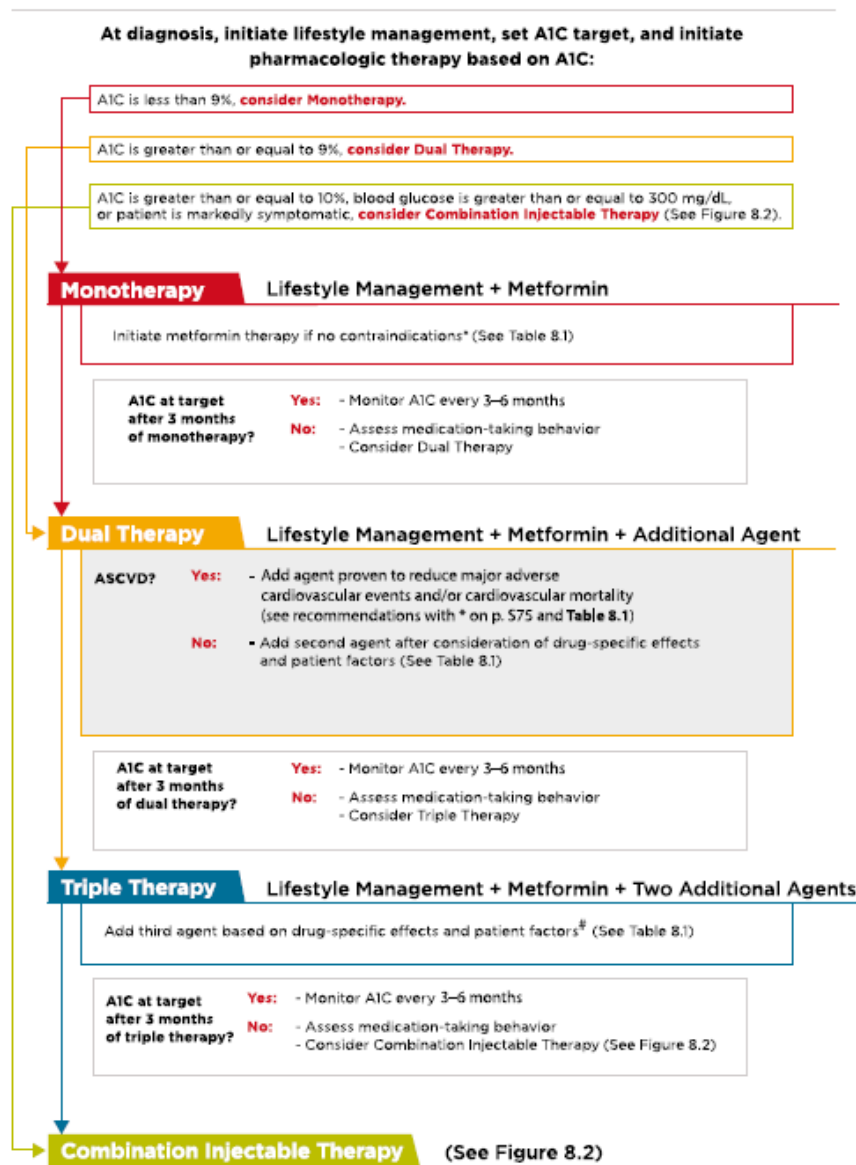 At diagnosis, initiate lifestyle management, set A1C target, and initiate
pharmacologic therapy based on A1C:
A1C is less than 9%, consider Monotherapy.
A1C is greater than or equal to 9%, consider Dual Therapy.
A1C is greater than or equal to 10%, blood glucose is greater than or equal to 300 mg/dL,
or patient is markedly symptomatic, consider Combination Injectable Therapy (See Figure 8.2).
Monotherapy Lifestyle Management + Metformin
Initiate metformin therapy if no contraindications* (See Table 8.1)
A1C at target
after 3 months
of monotherapy?
Yes: - Monitor A1C every 3–6 months
No: - Assess medication-taking behavior
- Consider Dual Therapy
Dual Therapy Lifestyle Management + Metformin + Additional Agent
ASCVD? Yes: - Add agent proven to reduce major adverse
cardiovascular events and/or cardiovascular mortality
(see recommendations with * on p. S75 and Table 8.1)
No: - Add second agent after consideration of drug-specific effects
and patient factors (See Table 8.1)
A1C at target
after 3 months
of dual therapy?
Yes: - Monitor A1C every 3–6 months
No: - Assess medication-taking behavior
- Consider Triple Therapy
Triple Therapy Lifestyle Management + Metformin + Two Additional Agents
Add third agent based on drug-specific effects and patient factors# (See Table 8.1)
A1C at target
after 3 months
of triple therapy?
Yes: - Monitor A1C every 3–6 months
No: - Assess medication-taking behavior
- Consider Combination Injectable Therapy (See Figure 8.2)
Combination Injectable Therapy (See Figure 8.2)